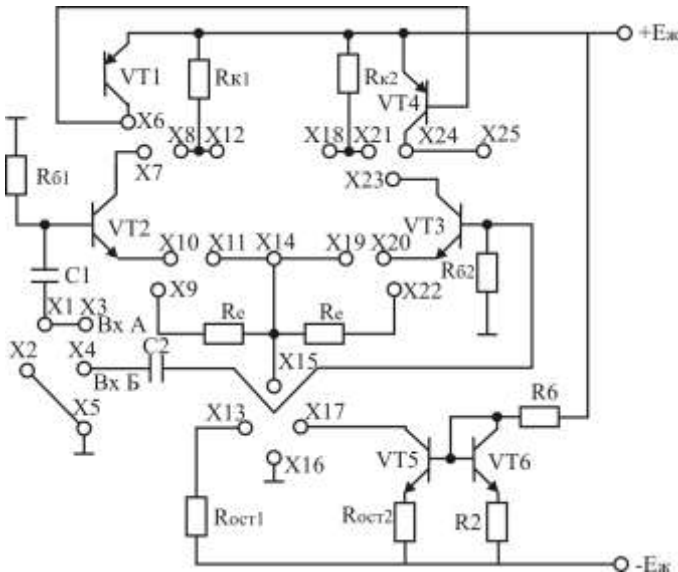 +Eж
VT1
Rк1
Rк2
VT4
X6
X8
X12
X18
X21
X24
X25
X7
X23
Rб1
VT2
VT3
X10
X11
X14
X19
X20
Rб2
C1
X9
Re
Re
X22
X1
X3
Вх А
X2
X4
C2
X15
Вх Б
X5
X13
X17
R6
X16
VT5
VT6
Rост1
Rост2
R2
-Eж